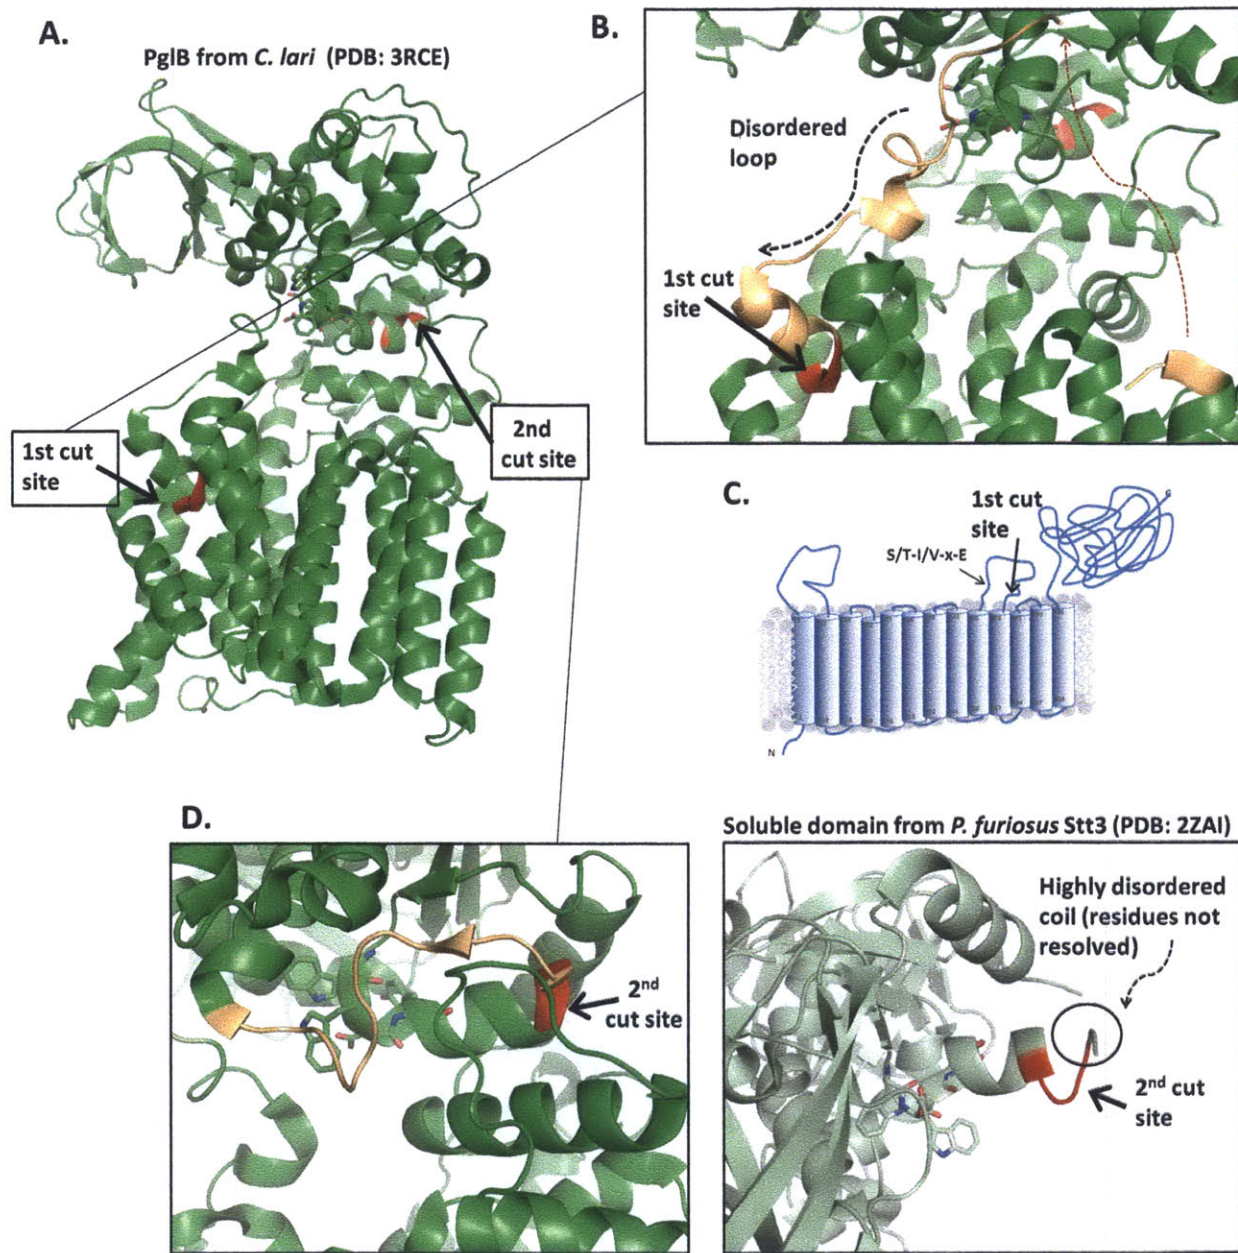 A.
PglB from C. lari (PDB: 3RCE)
1st cut
site
2nd
cut site
B.
Disordered
loop
1st cut
site
C.
1st cut
site
S/T-I/V-x-E
C
N
D.
2nd
cut site
Soluble domain from P. furiosus Stt3 (PDB: 2ZAI)
Highly disordered
coil (residues not
resolved)
2nd cut
site